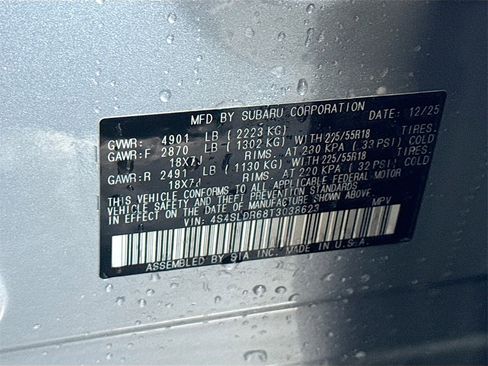 MFD BY SUBARU CORPORATION DATE: 12/25
GVWR: 4901 LB ( 2223 KG)
GAWR:F 2870 LB ( 1302 KG) WITH 225/55R18 TIRES.
18X7J RIMS. AT 230 KPA ( 33 PSI) COLD
GAWR:R 2491 LB ( 1130 KG) WITH 225/55R18 TIRES.
18X7J RIMS. AT 220 KPA ( 32 PSI) COLD
THIS VEHICLE CONFORMS TO ALL APPLICABLE FEDERAL MOTOR
VEHICLE SAFETY AND THEFT PREVENTION STANDARDS
IN EFFECT ON THE DATE OF MANUFACTURE SHOWN ABOVE.
VIN: 4S4SLDR68T3038623 MPV
ASSEMBLED BY SIA INC. MADE IN U.S.A.